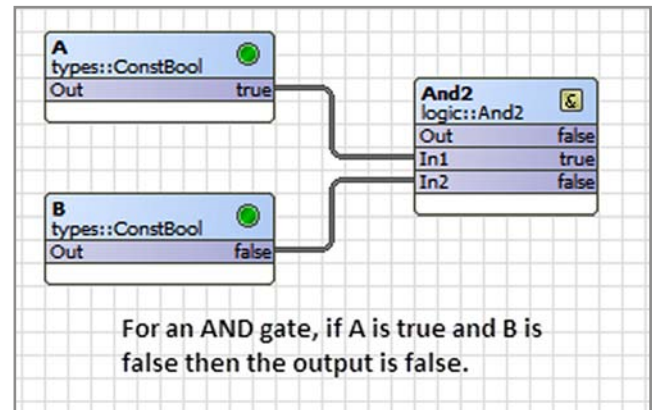 A
types::ConstBool
Out true
And2
logic::And2
&
Out false
In1 true
In2 false
B
types::ConstBool
Out false
For an AND gate, if A is true and B is
false then the output is false.